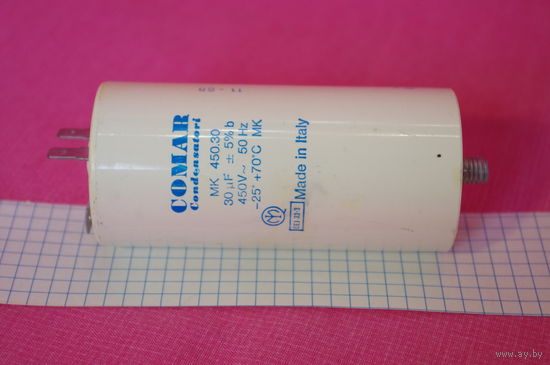 COMAR
Condensatori
MK 450.30
30 µF ± 5% b
450V~ 50 Hz
-25° +70°C MK
Made in Italy
www.ay.by